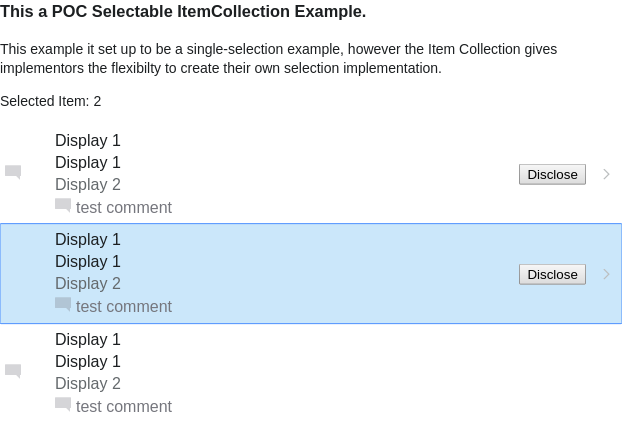 This a POC Selectable ItemCollection Example.
This example it set up to be a single-selection example, however the Item Collection gives
implementors the flexibilty to create their own selection implementation.
Selected Item: 2
Display 1
Display 1
Disclose
Display 2
test comment
Display 1
Display 1
Disclose
Display 2
test comment
Display 1
Display 1
Display 2
test comment